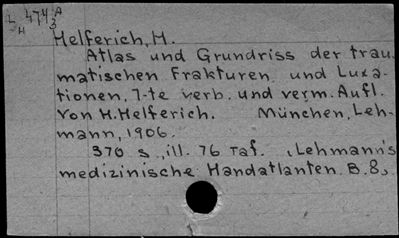 L 474 A
H 3
Helferich, H.
Atlas und Grundriss der trau-
matischen Frakturen und Luxa-
tionen, 7-te verb. und verm. Aufl.
von H. Helferich. München, Leh-
mann, 1906.
370 s., ill. 76 Taf. „Lehmann's
medizinische Handatlanten. B. 8„